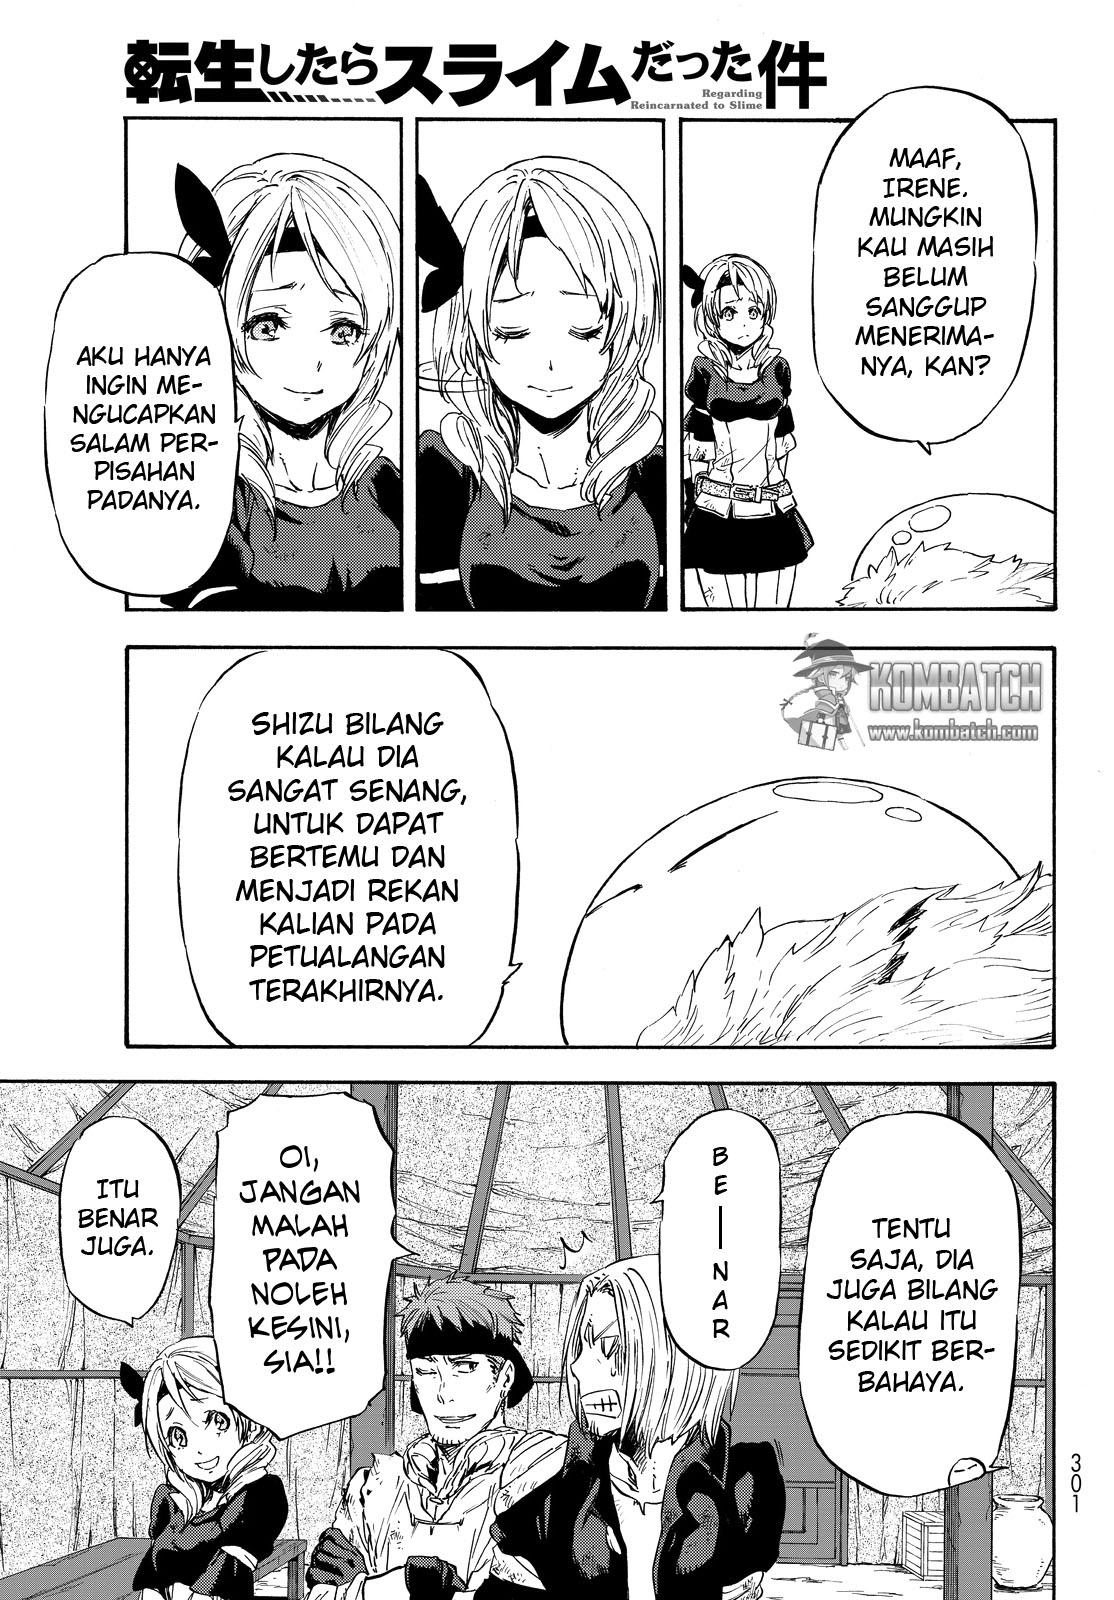 転生したらスライムだった件
Regarding
Reincarnated to Slime
MAAF,
IRENE.
MUNGKIN
KAU MASIH
BELUM
SANGGUP
MENERIMA-
NYA, KAN?
AKU HANYA
INGIN ME-
NGUCAPKAN
SALAM PER-
PISAHAN
PADANYA.
KOMBATCH
www.kombatch.com
SHIZU BILANG
KALAU DIA
SANGAT SENANG,
UNTUK DAPAT
BERTEMU DAN
MENJADI REKAN
KALIAN PADA
PETUALANGAN
TERAKHIRNYA.
TENTU
SAJA, DIA
JUGA BILANG
KALAU ITU
SEDIKIT BER-
BAHAYA.
BE—NAR
OI,
JANGAN
MALAH
PADA
NOLEH
KESINI,
SIA!!
ITU
BENAR
JUGA.
301